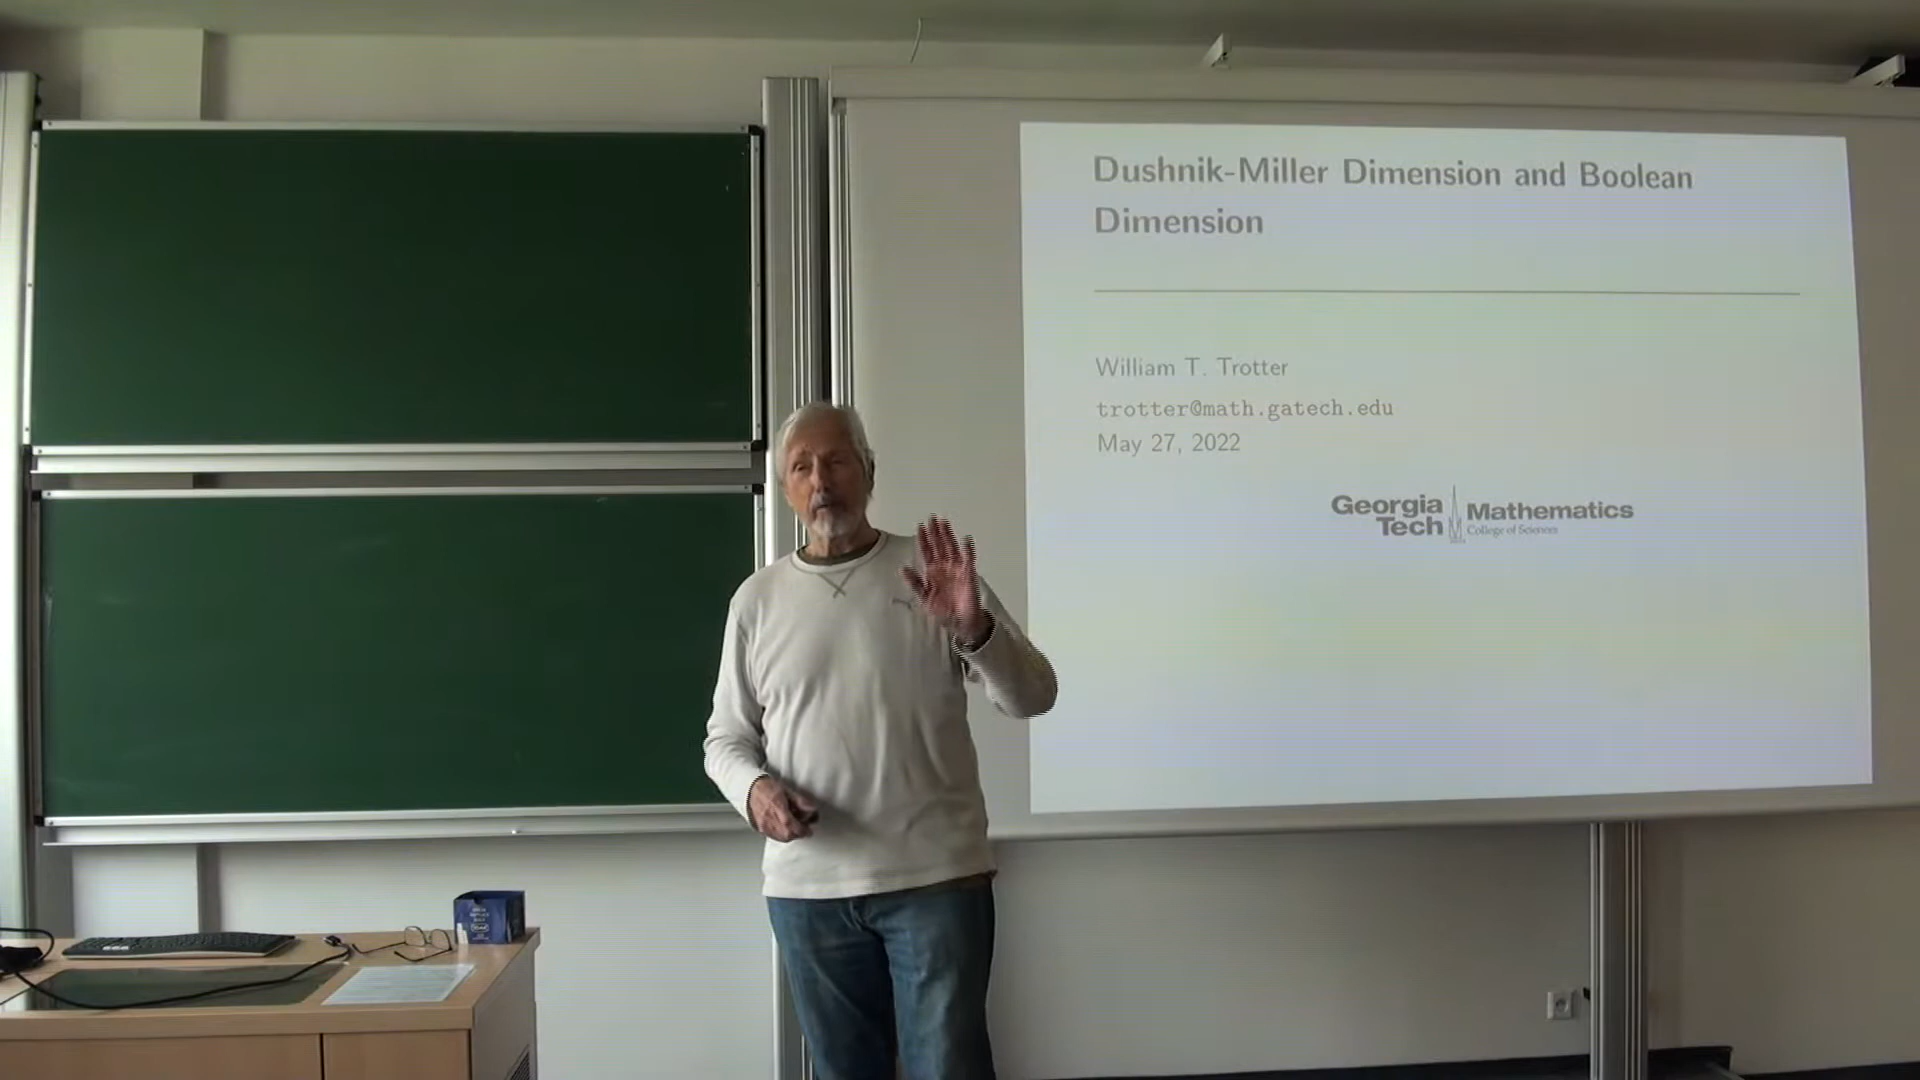 Dushnik-Miller Dimension and Boolean
Dimension
William T. Trotter
trotter@math.gatech.edu
May 27, 2022
Georgia Tech
Mathematics
College of Sciences